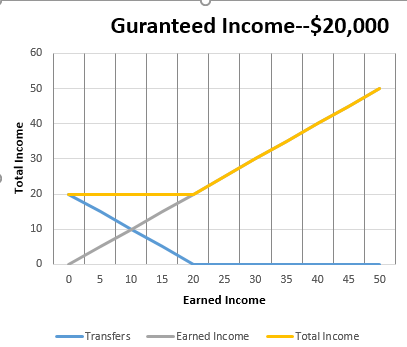 Guranteed Income--$20,000
60
50
40
30
20
10
0
Total Income
0 5 10 15 20 25 30 35 40 45 50
Earned Income
Transfers Earned Income Total Income